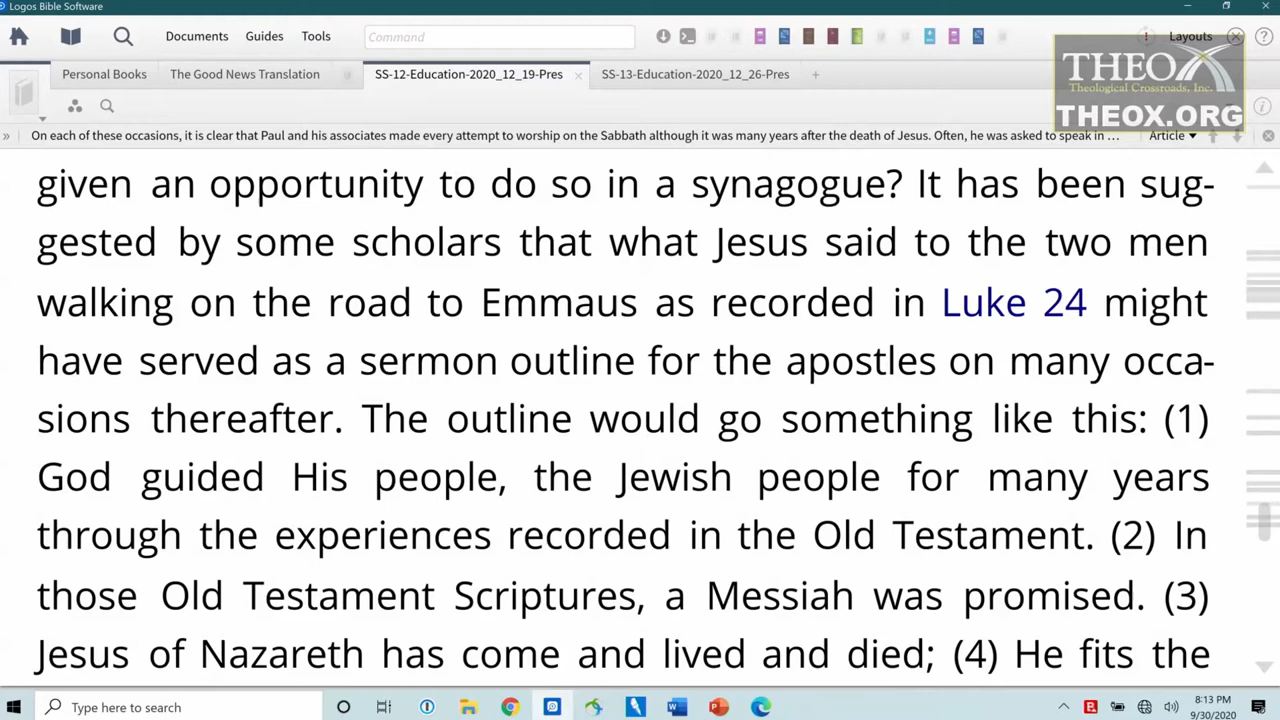 Logos Bible Software
Documents Guides Tools Command Layouts
Personal Books The Good News Translation SS-12-Education-2020_12_19-Pres SS-13-Education-2020_12_26-Pres
THEOX
Theological Crossroads, Inc.
THEOX.ORG
On each of these occasions, it is clear that Paul and his associates made every attempt to worship on the Sabbath although it was many years after the death of Jesus. Often, he was asked to speak in ... Article
given an opportunity to do so in a synagogue? It has been sug-
gested by some scholars that what Jesus said to the two men
walking on the road to Emmaus as recorded in Luke 24 might
have served as a sermon outline for the apostles on many occa-
sions thereafter. The outline would go something like this: (1)
God guided His people, the Jewish people for many years
through the experiences recorded in the Old Testament. (2) In
those Old Testament Scriptures, a Messiah was promised. (3)
Jesus of Nazareth has come and lived and died; (4) He fits the
Type here to search
8:13 PM
9/30/2020